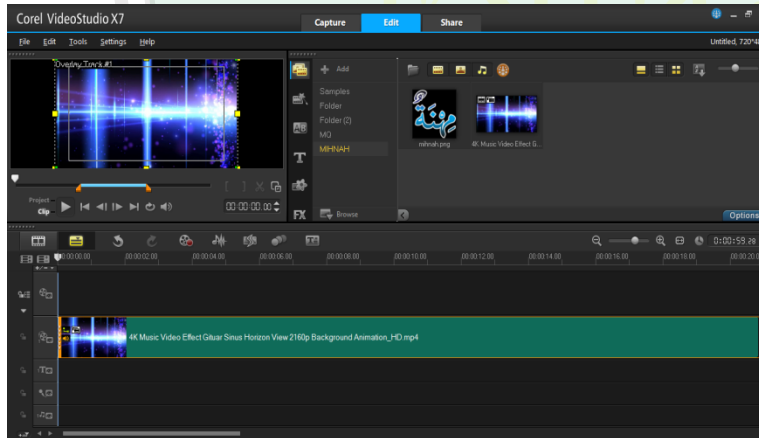 Corel VideoStudio X7
Capture
Edit
Share
File Edit Tools Settings Help
Untitled, 720*48
Overlay Track #1
Add
Samples
Folder
Folder (2)
MQ
MIHNAH
مهنة
mihnah.png
4K Music Video Effect G...
AB
T
FX
Browse
Options
Project
Clip
00:00:00.00
0:00:59.28
00:00:00.00 00:00:02.00 00:00:04.00 00:00:06.00 00:00:08.00 00:00:10.00 00:00:12.00 00:00:14.00 00:00:16.00 00:00:18.00 00:00:20.0
4K Music Video Effect Gituar Sinus Horizon View 2160p Background Animation_HD.mp4